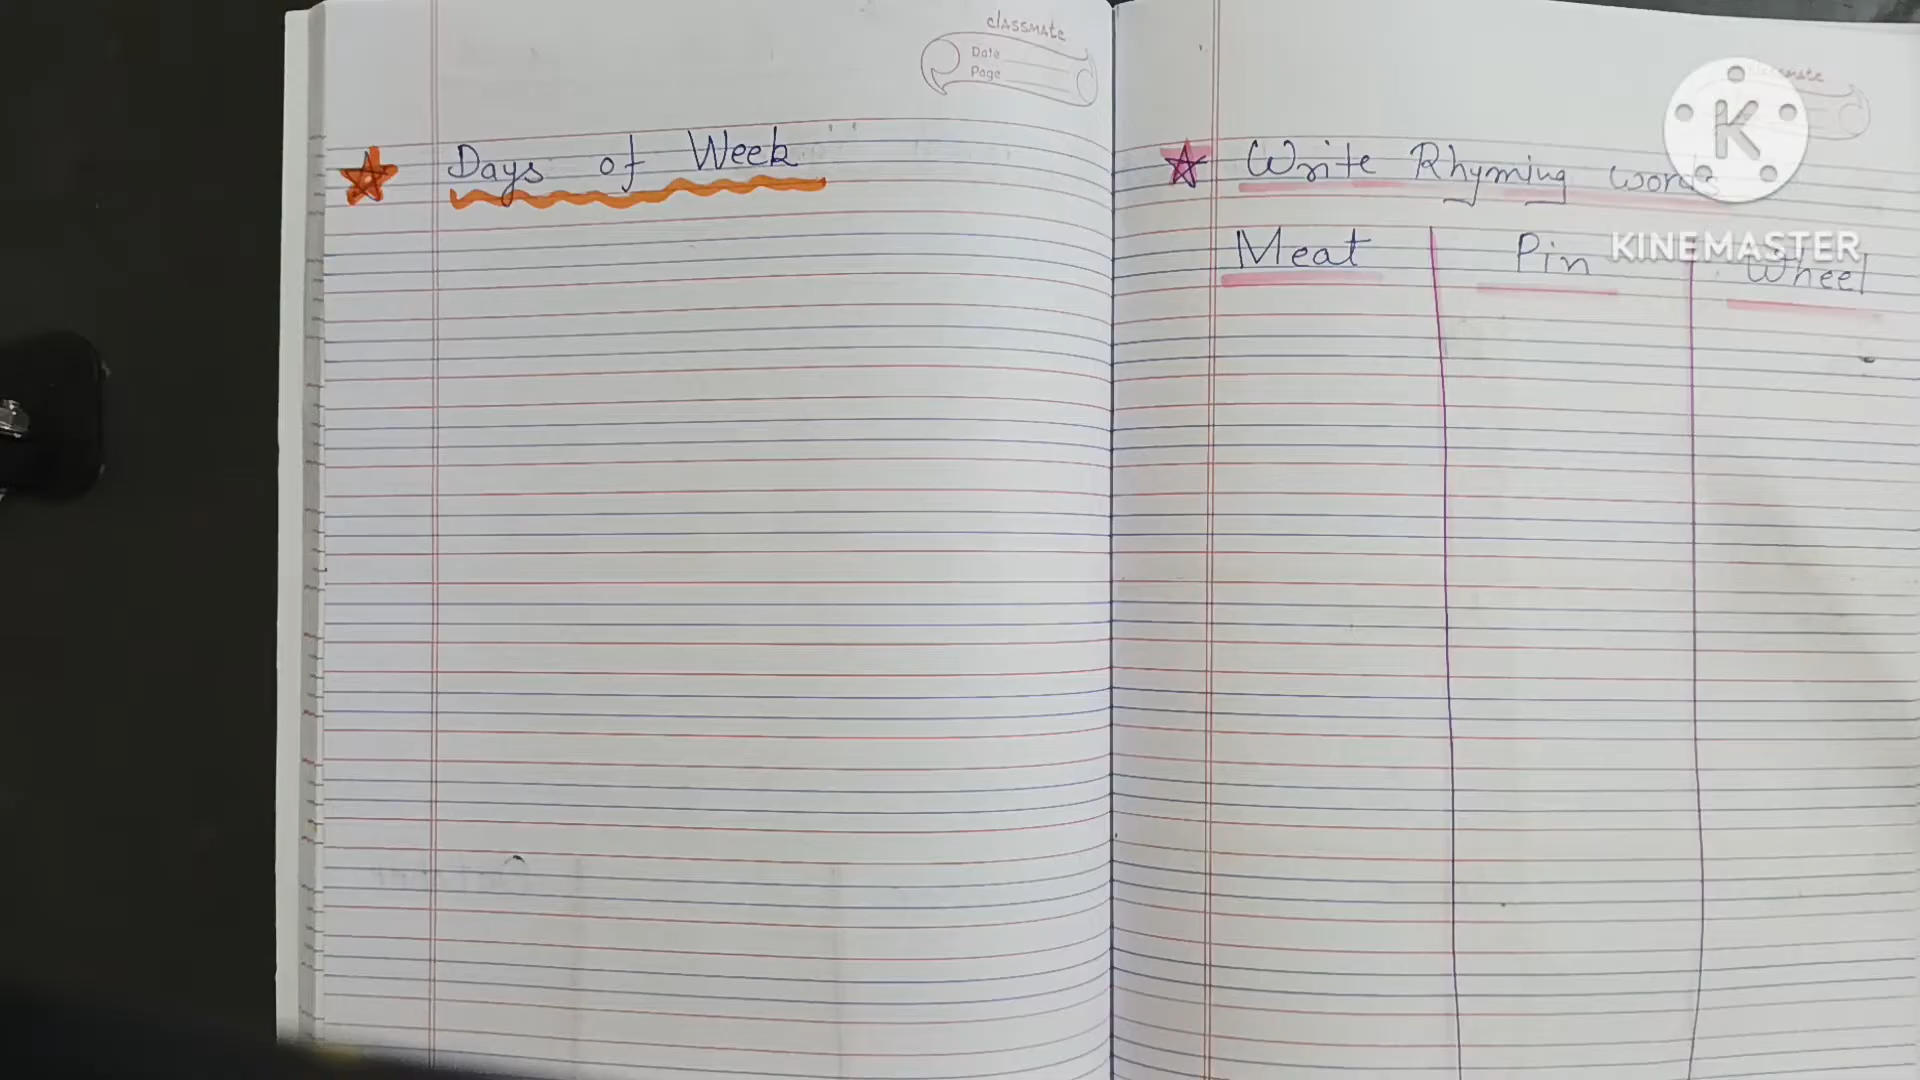 classmate
Date
Page
Days of Week
Write Rhyming words
Meat Pin Wheel
KINEMASTER